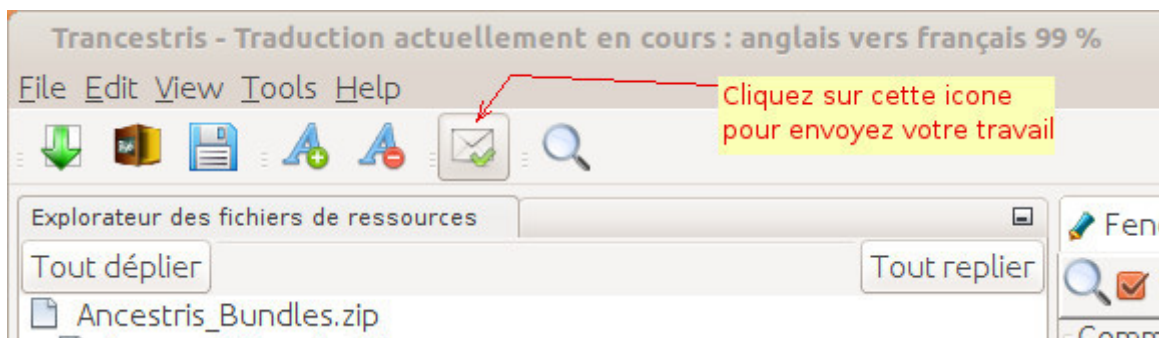 Trancestris - Traduction actuellement en cours : anglais vers français 99 %
File Edit View Tools Help
Cliquez sur cette icone
pour envoyez votre travail
Explorateur des fichiers de ressources
Tout déplier
Tout replier
Ancestris_Bundles.zip